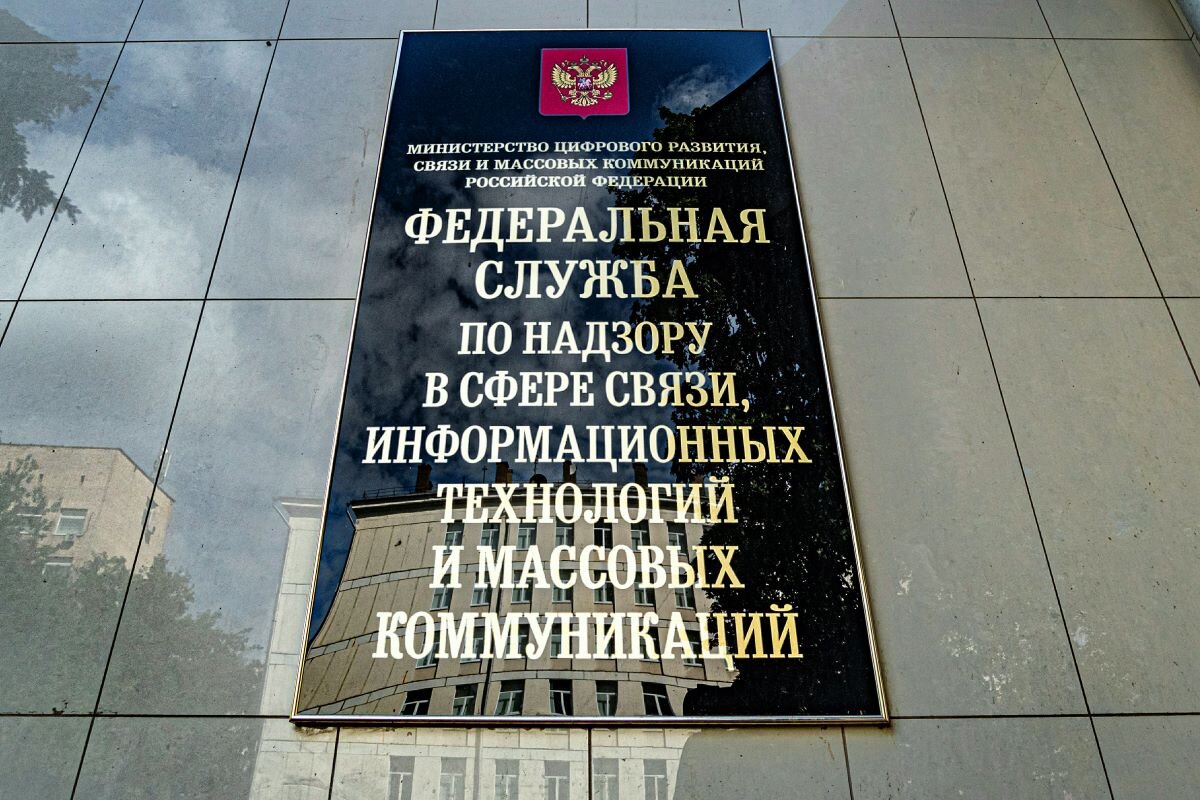 МИНИСТЕРСТВО ЦИФРОВОГО РАЗВИТИЯ,
СВЯЗИ И МАССОВЫХ КОММУНИКАЦИЙ
РОССИЙСКОЙ ФЕДЕРАЦИИ
ФЕДЕРАЛЬНАЯ
СЛУЖБА
ПО НАДЗОРУ
В СФЕРЕ СВЯЗИ,
ИНФОРМАЦИОННЫХ
ТЕХНОЛОГИЙ
И МАССОВЫХ
КОММУНИКАЦИЙ